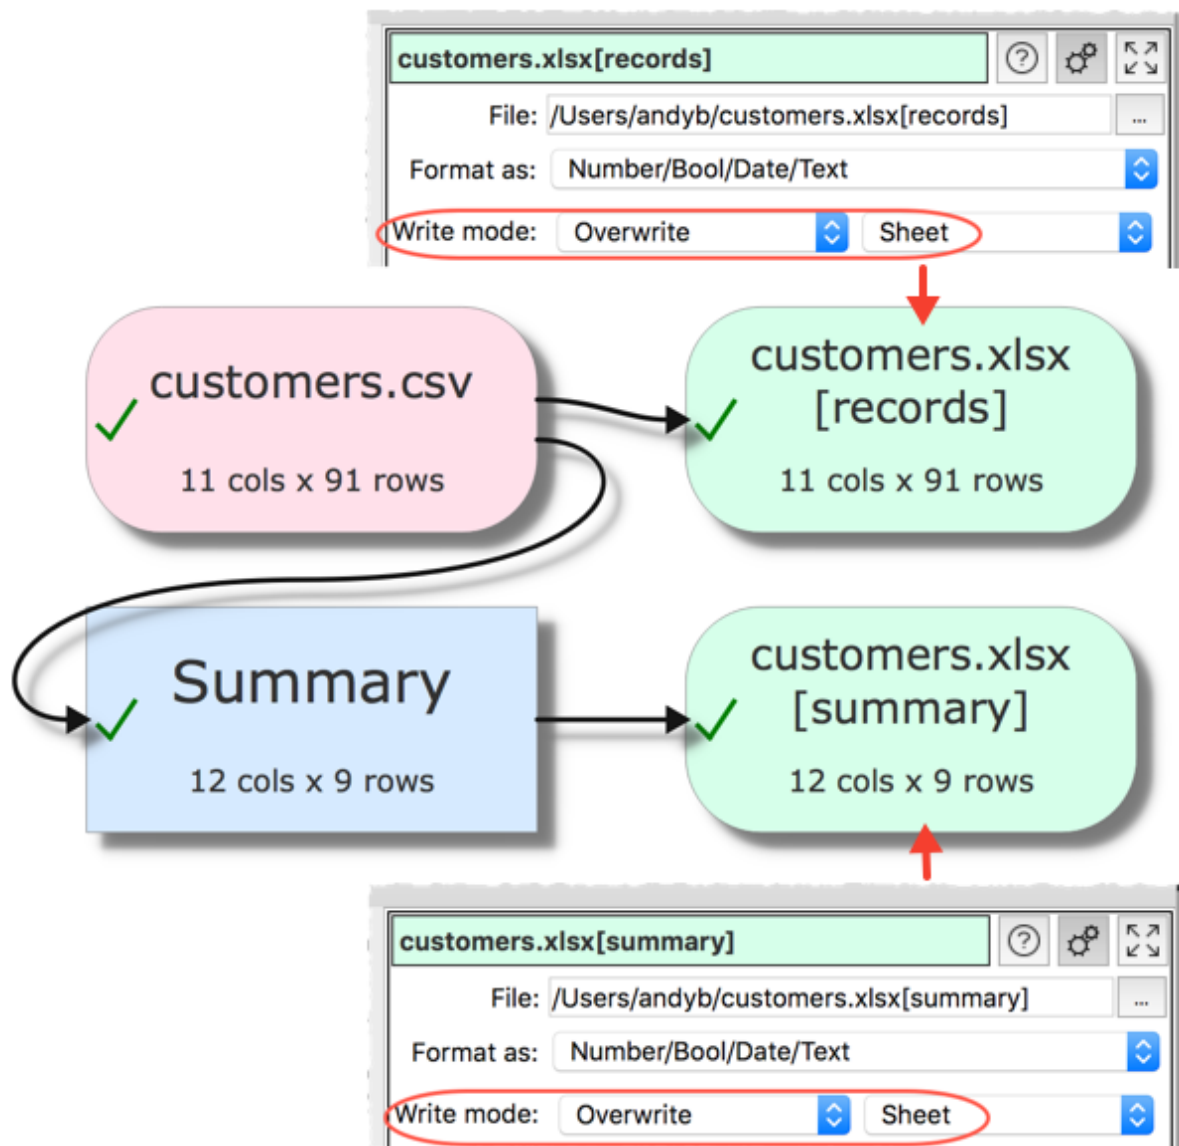 customers.xlsx[records]
File: /Users/andyb/customers.xlsx[records] ...
Format as: Number/Bool/Date/Text
Write mode: Overwrite Sheet
customers.csv
11 cols x 91 rows
customers.xlsx
[records]
11 cols x 91 rows
Summary
12 cols x 9 rows
customers.xlsx
[summary]
12 cols x 9 rows
customers.xlsx[summary]
File: /Users/andyb/customers.xlsx[summary] ...
Format as: Number/Bool/Date/Text
Write mode: Overwrite Sheet